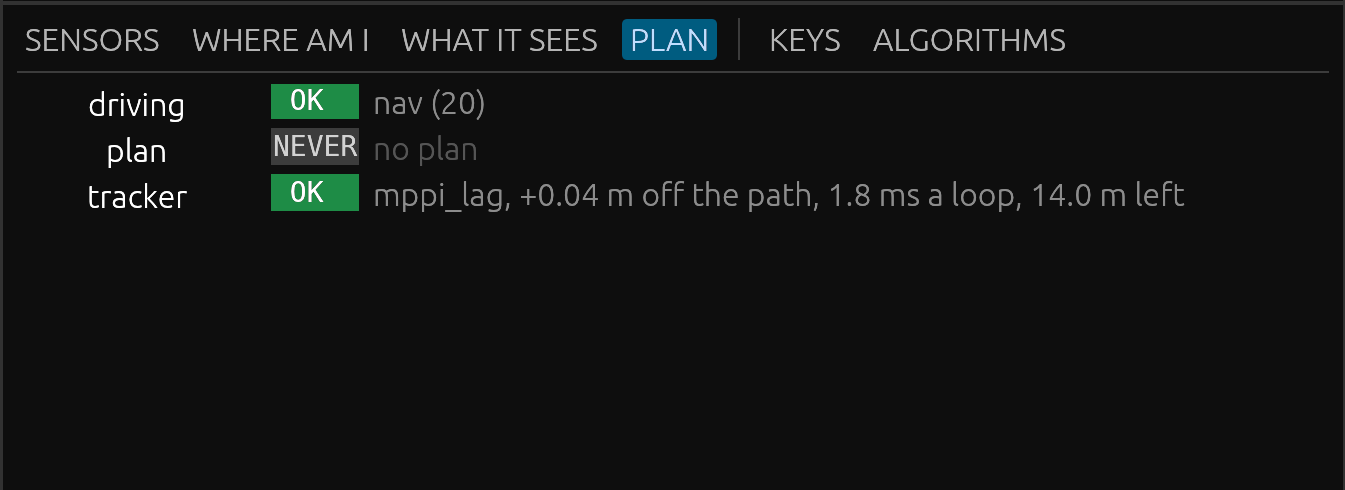 SENSORS WHERE AM I WHAT IT SEES PLAN KEYS ALGORITHMS
driving OK nav (20)
plan NEVER no plan
tracker OK mppi_lag, +0.04 m off the path, 1.8 ms a loop, 14.0 m left